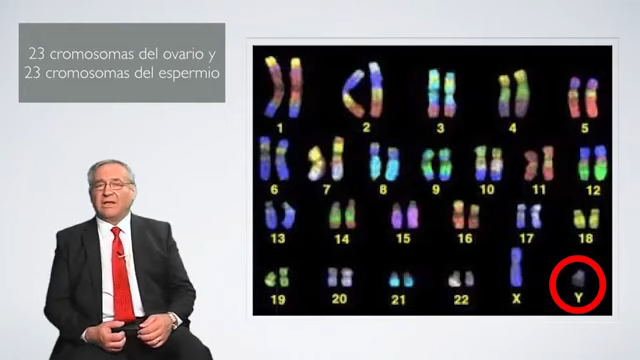 23 cromosomas del ovario y
23 cromosomas del espermio
1 2 3 4 5
6 7 8 9 10 11 12
13 14 15 16 17 18
19 20 21 22 X Y